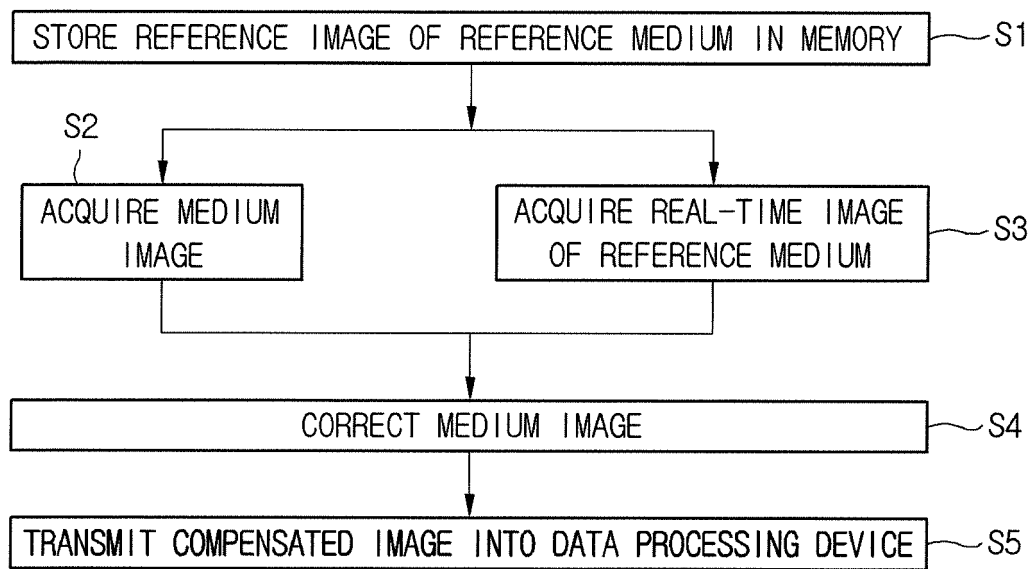 STORE REFERENCE IMAGE OF REFERENCE MEDIUM IN MEMORY
S1
S2
ACQUIRE MEDIUM
IMAGE
ACQUIRE REAL-TIME IMAGE
OF REFERENCE MEDIUM
S3
CORRECT MEDIUM IMAGE
S4
TRANSMIT COMPENSATED IMAGE INTO DATA PROCESSING DEVICE
S5